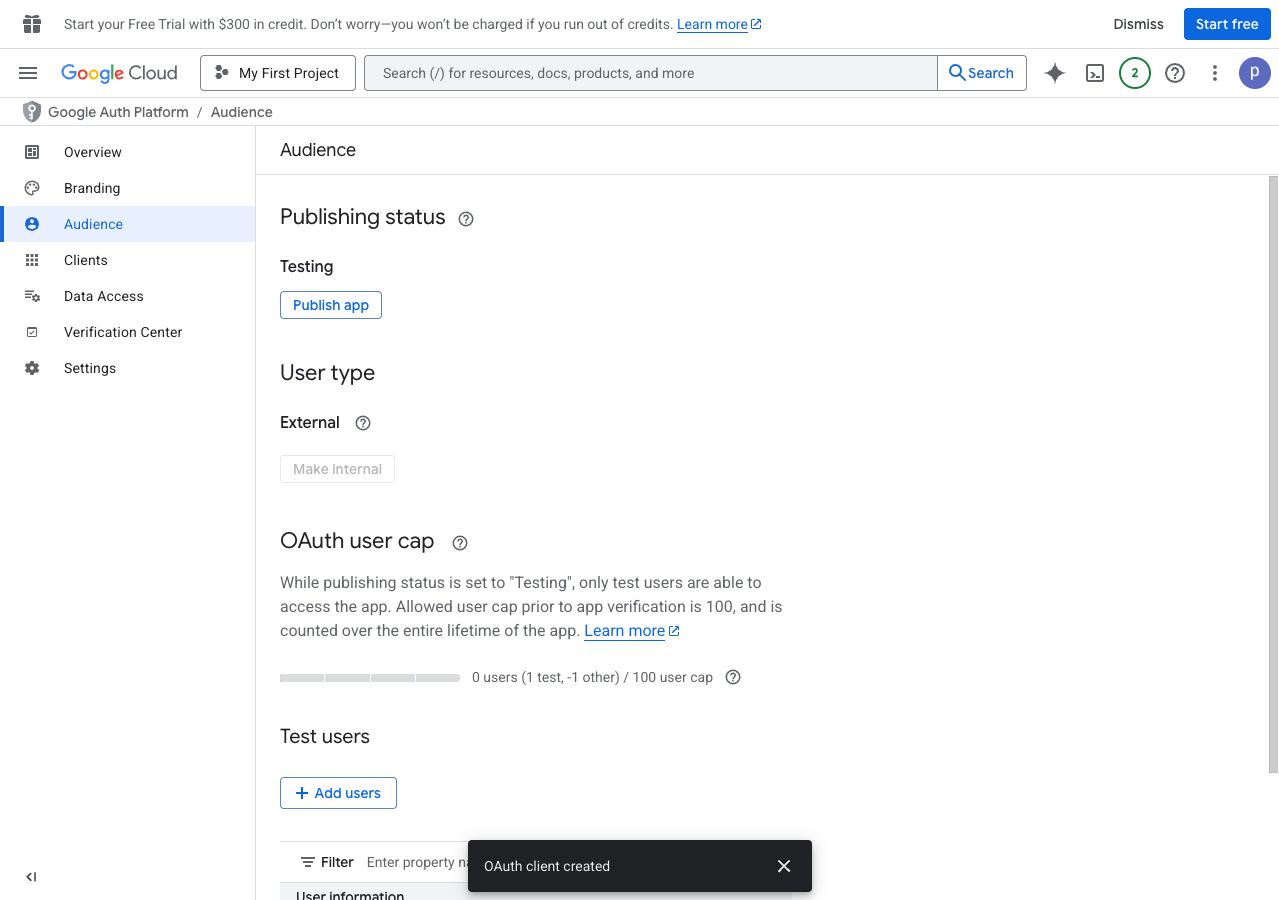 Start your Free Trial with $300 in credit. Don’t worry—you won’t be charged if you run out of credits. Learn more
Dismiss
Start free
Google Cloud
My First Project
Search (/) for resources, docs, products, and more
Search
2
p
Google Auth Platform / Audience
Overview
Branding
Audience
Clients
Data Access
Verification Center
Settings
Audience
Publishing status
Testing
Publish app
User type
External
Make internal
OAuth user cap
While publishing status is set to "Testing", only test users are able to
access the app. Allowed user cap prior to app verification is 100, and is
counted over the entire lifetime of the app. Learn more
0 users (1 test, -1 other) / 100 user cap
Test users
Add users
Filter Enter property
OAuth client created
User information